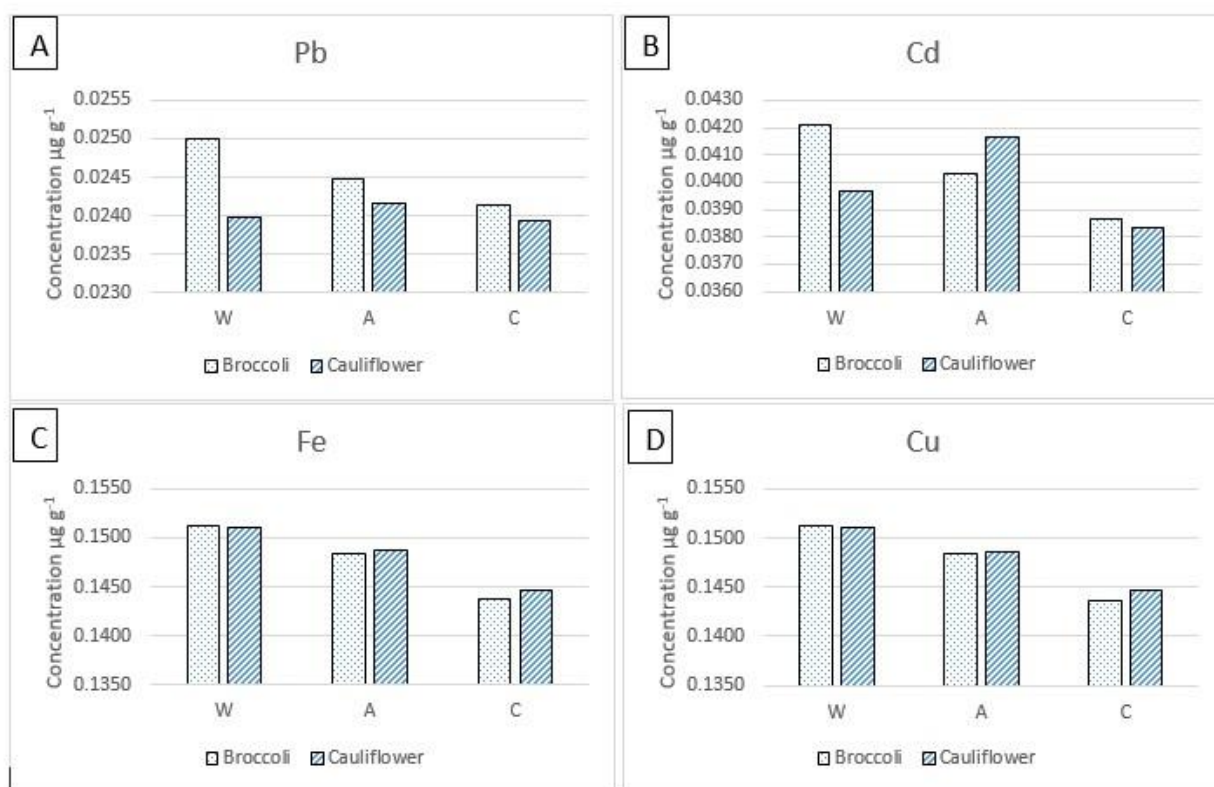 A
Pb
Concentration µg g⁻¹
0.0255
0.0250
0.0245
0.0240
0.0235
0.0230
W A C
Broccoli Cauliflower
B
Cd
Concentration µg g⁻¹
0.0430
0.0420
0.0410
0.0400
0.0390
0.0380
0.0370
0.0360
W A C
Broccoli Cauliflower
C
Fe
Concentration µg g⁻¹
0.1550
0.1500
0.1450
0.1400
0.1350
W A C
Broccoli Cauliflower
D
Cu
Concentration µg g⁻¹
0.1550
0.1500
0.1450
0.1400
0.1350
W A C
Broccoli Cauliflower